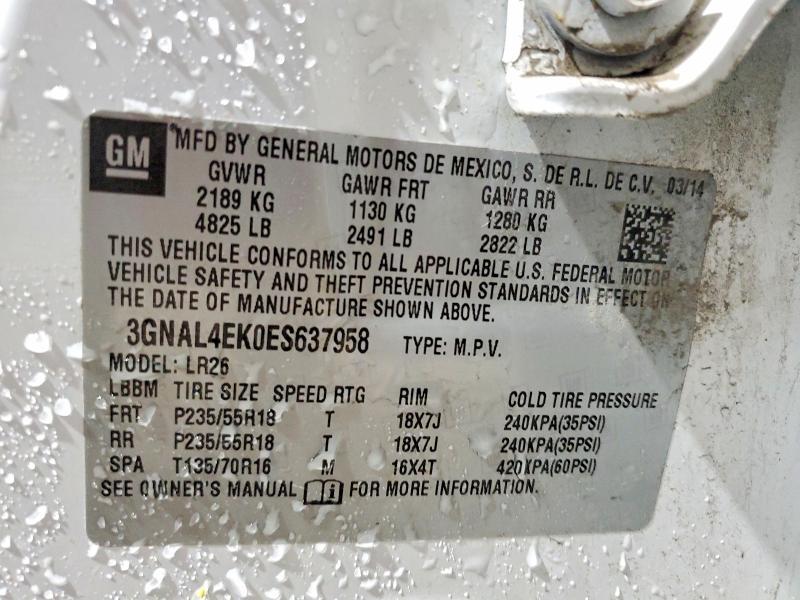 GM
MFD BY GENERAL MOTORS DE MEXICO, S. DE R.L. DE C.V. 03/14
GVWR GAWR FRT GAWR RR
2189 KG 1130 KG 1280 KG
4825 LB 2491 LB 2822 LB
THIS VEHICLE CONFORMS TO ALL APPLICABLE U.S. FEDERAL MOTOR
VEHICLE SAFETY AND THEFT PREVENTION STANDARDS IN EFFECT ON
THE DATE OF MANUFACTURE SHOWN ABOVE.
3GNAL4EK0ES637958 TYPE: M.P.V.
MODEL: LR26
LBBM TIRE SIZE SPEED RTG RIM COLD TIRE PRESSURE
FRT P235/55R18 T 18X7J 240KPA(35PSI)
RR P235/55R18 T 18X7J 240KPA(35PSI)
SPA T135/70R16 M 16X4T 420KPA(60PSI)
SEE OWNER'S MANUAL i FOR MORE INFORMATION.